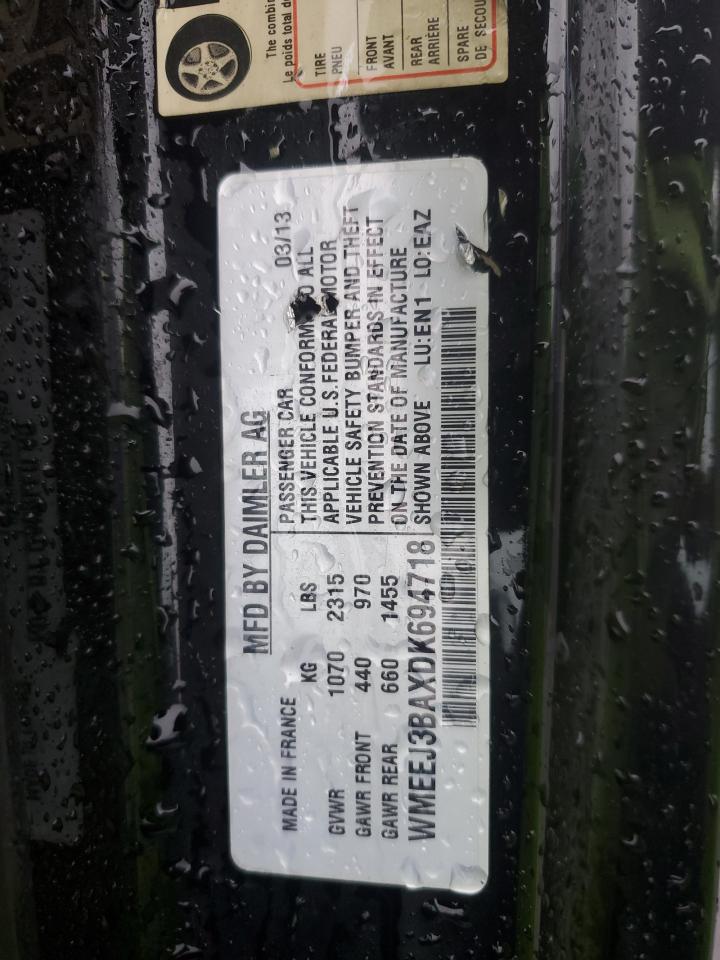 The combin
Le poids total d
TIRE
PNEU
FRONT
AVANT
REAR
ARRIÈRE
SPARE
DE SECOU
MFD BY DAIMLER AG
MADE IN FRANCE
PASSENGER CAR 03/13
KG LBS
GVWR 1070 2315
GAWR FRONT 440 970
GAWR REAR 660 1455
THIS VEHICLE CONFORM TO ALL
APPLICABLE U.S. FEDERAL MOTOR
VEHICLE SAFETY BUMPER AND THEFT
PREVENTION STANDARDS IN EFFECT
ON THE DATE OF MANUFACTURE
SHOWN ABOVE LU:EN1 LO:EAZ
WMEEJ3BAXDK694718